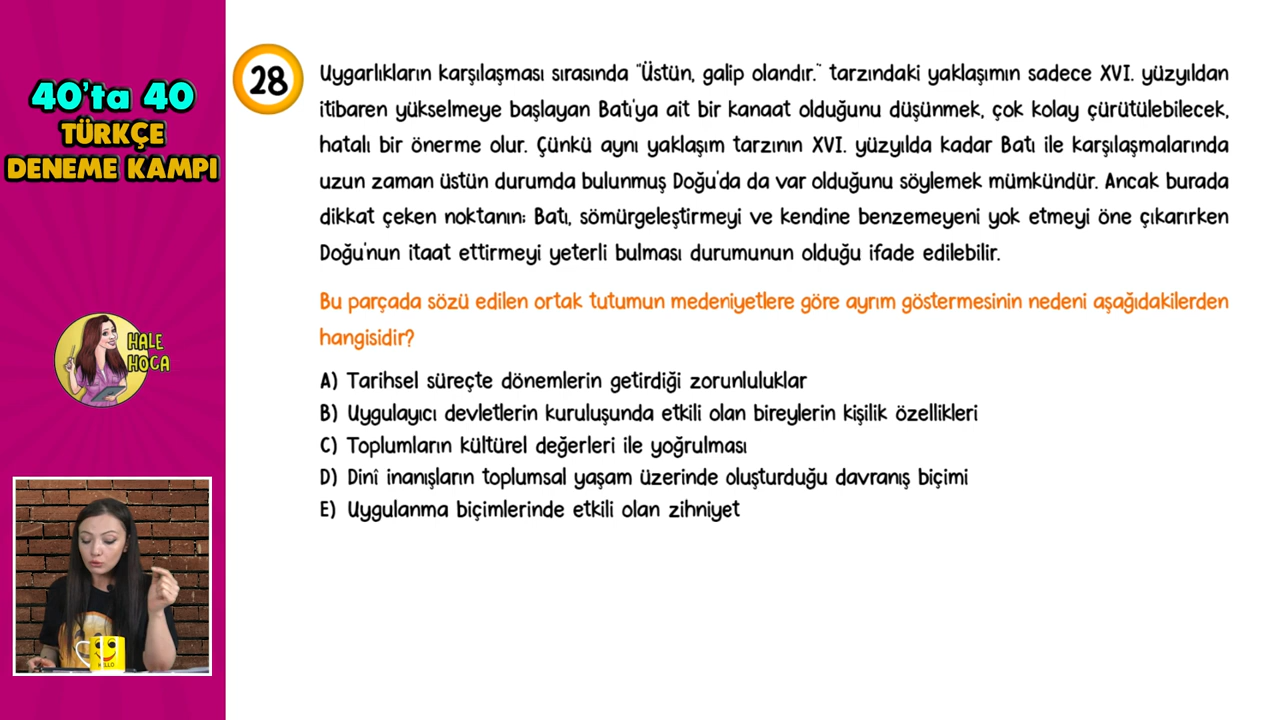 40'ta 40
TÜRKÇE
DENEME KAMPI
HALE
HOCA
HELLO
28
Uygarlıkların karşılaşması sırasında "Üstün, galip olandır." tarzındaki yaklaşımın sadece XVI. yüzyıldan
itibaren yükselmeye başlayan Batı'ya ait bir kanaat olduğunu düşünmek, çok kolay çürütülebilecek,
hatalı bir önerme olur. Çünkü aynı yaklaşım tarzının XVI. yüzyılda kadar Batı ile karşılaşmalarında
uzun zaman üstün durumda bulunmuş Doğu'da da var olduğunu söylemek mümkündür. Ancak burada
dikkat çeken noktanın; Batı, sömürgeleştirmeyi ve kendine benzemeyeni yok etmeyi öne çıkarırken
Doğu'nun itaat ettirmeyi yeterli bulması durumunun olduğu ifade edilebilir.
Bu parçada sözü edilen ortak tutumun medeniyetlere göre ayrım göstermesinin nedeni aşağıdakilerden
hangisidir?
A) Tarihsel süreçte dönemlerin getirdiği zorunluluklar
B) Uygulayıcı devletlerin kuruluşunda etkili olan bireylerin kişilik özellikleri
C) Toplumların kültürel değerleri ile yoğrulması
D) Dinî inanışların toplumsal yaşam üzerinde oluşturduğu davranış biçimi
E) Uygulanma biçimlerinde etkili olan zihniyet